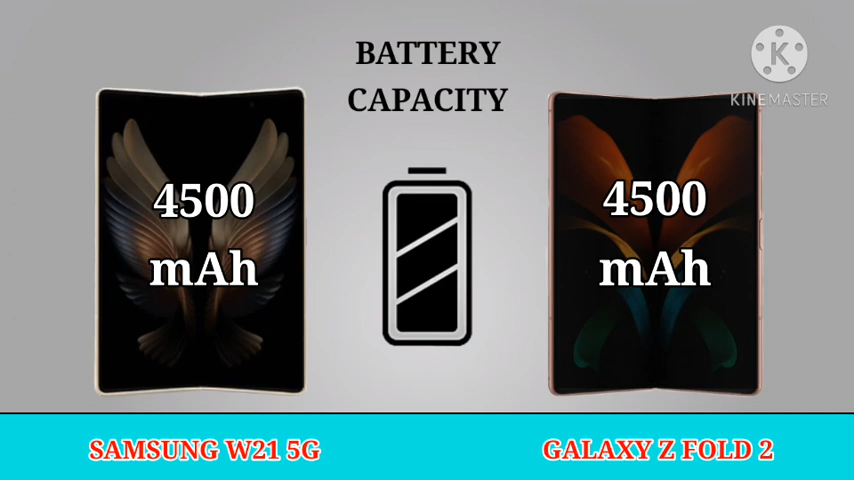 BATTERY
CAPACITY
K
KINEMASTER
4500
mAh
4500
mAh
SAMSUNG W21 5G
GALAXY Z FOLD 2